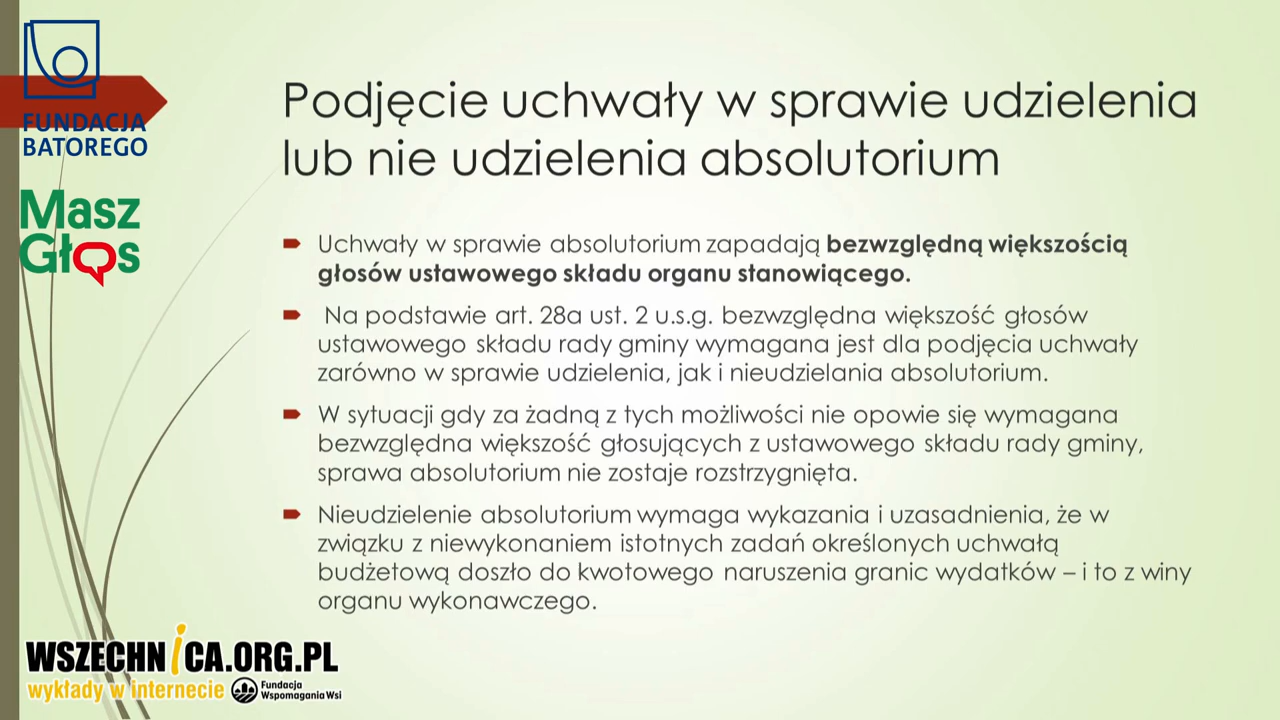 FUNDACJA
BATOREGO
Masz
Głos
Podjęcie uchwały w sprawie udzielenia
lub nie udzielenia absolutorium
Uchwały w sprawie absolutorium zapadają bezwzględną większością
głosów ustawowego składu organu stanowiącego.
Na podstawie art. 28a ust. 2 u.s.g. bezwzględna większość głosów
ustawowego składu rady gminy wymagana jest dla podjęcia uchwały
zarówno w sprawie udzielenia, jak i nieudzielania absolutorium.
W sytuacji gdy za żadną z tych możliwości nie opowie się wymagana
bezwzględna większość głosujących z ustawowego składu rady gminy,
sprawa absolutorium nie zostaje rozstrzygnięta.
Nieudzielenie absolutorium wymaga wykazania i uzasadnienia, że w
związku z niewykonaniem istotnych zadań określonych uchwałą
budżetową doszło do kwotowego naruszenia granic wydatków – i to z winy
organu wykonawczego.
WSZECHNiCA.ORG.PL
wykłady w internecie
Fundacja
Wspomagania Wsi